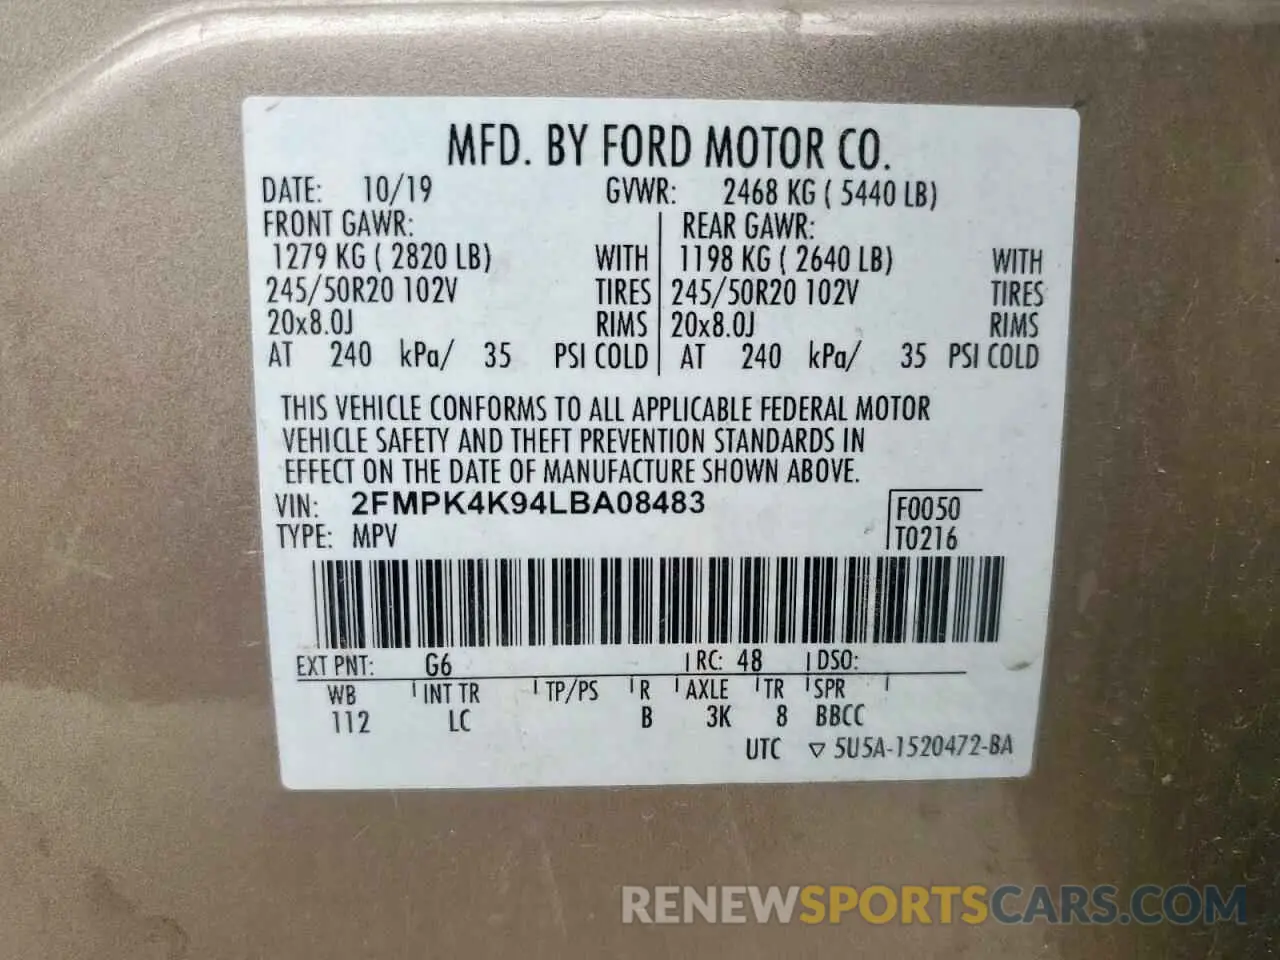 MFD. BY FORD MOTOR CO.
DATE: 10/19 GVWR: 2468 KG ( 5440 LB)
FRONT GAWR: REAR GAWR:
1279 KG ( 2820 LB) WITH 1198 KG ( 2640 LB) WITH
245/50R20 102V TIRES 245/50R20 102V TIRES
20x8.0J RIMS 20x8.0J RIMS
AT 240 kPa/ 35 PSI COLD AT 240 kPa/ 35 PSI COLD
THIS VEHICLE CONFORMS TO ALL APPLICABLE FEDERAL MOTOR
VEHICLE SAFETY AND THEFT PREVENTION STANDARDS IN
EFFECT ON THE DATE OF MANUFACTURE SHOWN ABOVE.
VIN: 2FMPK4K94LBA08483 F0050
TYPE: MPV T0216
EXT PNT: G6 RC: 48 DSO:
WB INT TR TP/PS R AXLE TR SPR
112 LC B 3K 8 BBCC
UTC ▽ 5U5A-1520472-BA
RENEWSPORTSCARS.COM